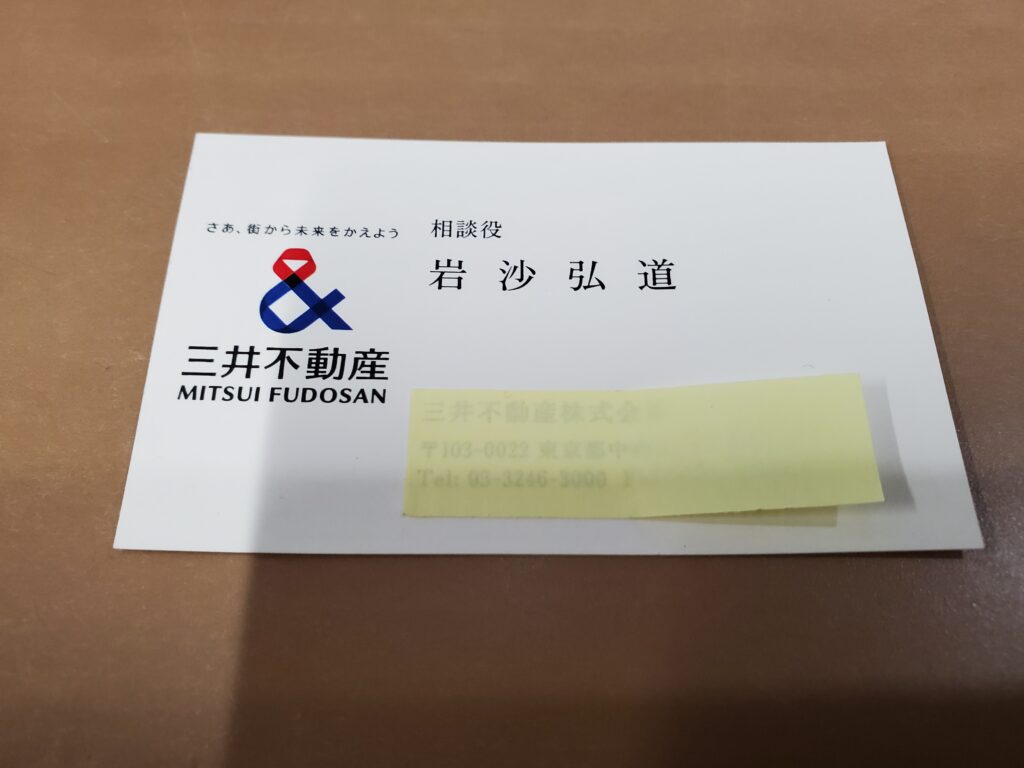 さあ、街から未来をかえよう
三井不動産
MITSUI FUDOSAN
相談役
岩沙弘道
三井不動産株式会
〒103-0022 東京都中
Tel: 03-3246-3000